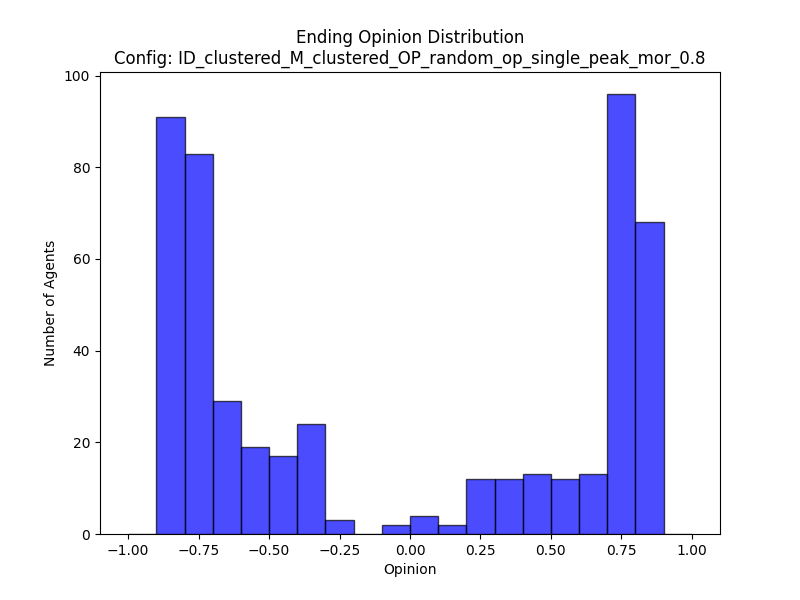 Ending Opinion Distribution
Config: ID_clustered_M_clustered_OP_random_op_single_peak_mor_0.8
100
80
60
40
20
0
Number of Agents
−1.00 −0.75 −0.50 −0.25 0.00 0.25 0.50 0.75 1.00
Opinion